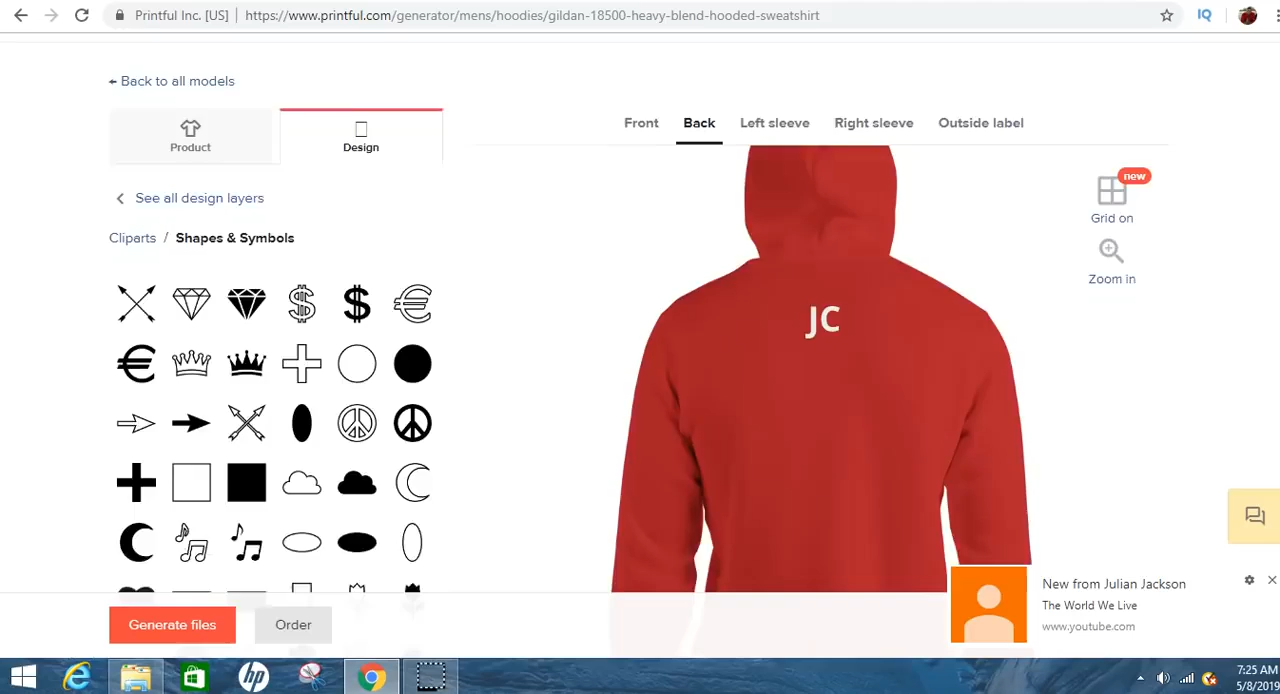 Printful Inc. [US] | https://www.printful.com/generator/mens/hoodies/gildan-18500-heavy-blend-hooded-sweatshirt
IQ
Back to all models
Product
Design
Front
Back
Left sleeve
Right sleeve
Outside label
new
Grid on
Zoom in
See all design layers
Cliparts / Shapes & Symbols
JC
Generate files
Order
New from Julian Jackson
The World We Live
www.youtube.com
hp
7:25 AM
5/8/2019